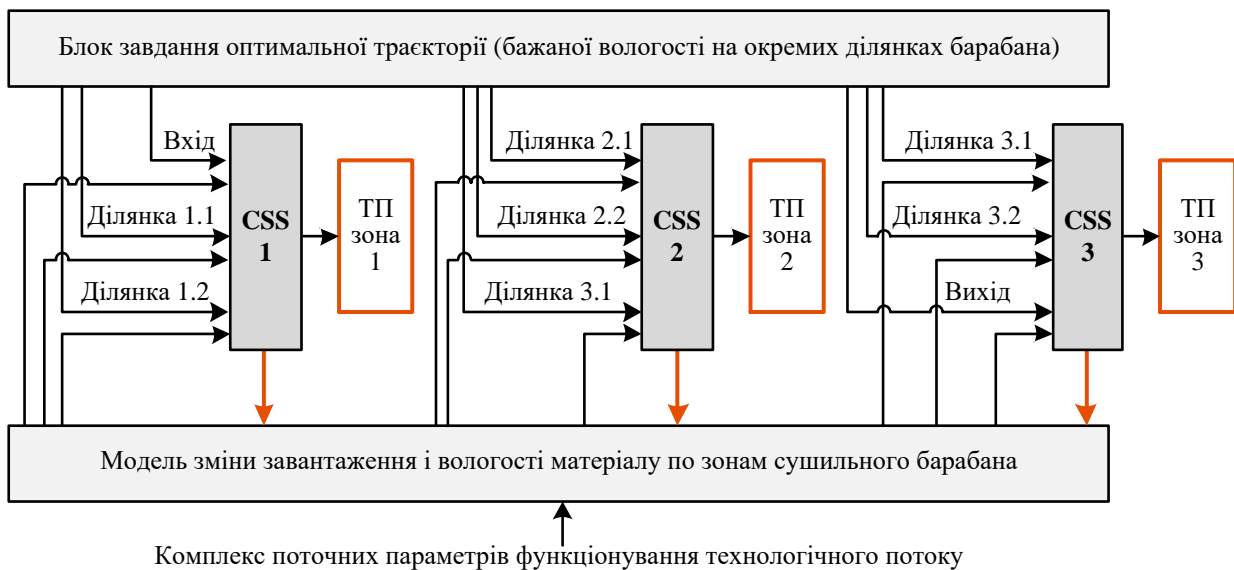 Блок завдання оптимальної траєкторії (бажаної вологості на окремих ділянках барабана)
Вхід
Ділянка 1.1
Ділянка 1.2
CSS
1
ТП
зона
1
Ділянка 2.1
Ділянка 2.2
Ділянка 3.1
CSS
2
ТП
зона
2
Ділянка 3.1
Ділянка 3.2
Вихід
CSS
3
ТП
зона
3
Модель зміни завантаження і вологості матеріалу по зонам сушильного барабана
Комплекс поточних параметрів функціонування технологічного потоку